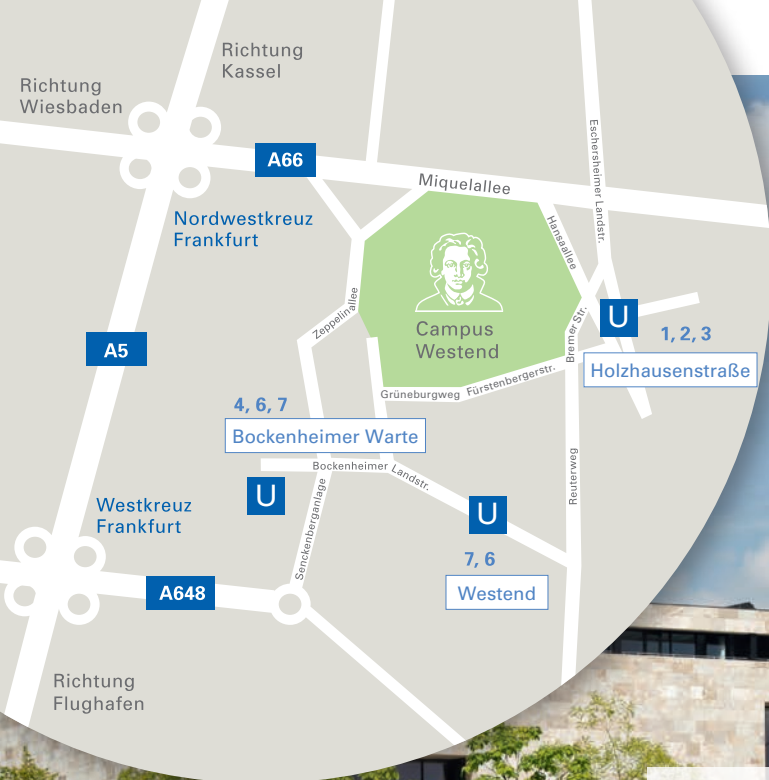 Richtung
Kassel
Richtung
Wiesbaden
A66
Miquelallee
Eschersheimer Landstr.
Nordwestkreuz
Frankfurt
Hansaallee
Zeppelinallee
Campus
Westend
Bremer Str.
U
1, 2, 3
Holzhausenstraße
A5
Grüneburgweg
Fürstenbergerstr.
4, 6, 7
Bockenheimer Warte
Bockenheimer Landstr.
U
Senckenberganlage
Reuterweg
U
7, 6
Westend
Westkreuz
Frankfurt
A648
Richtung
Flughafen